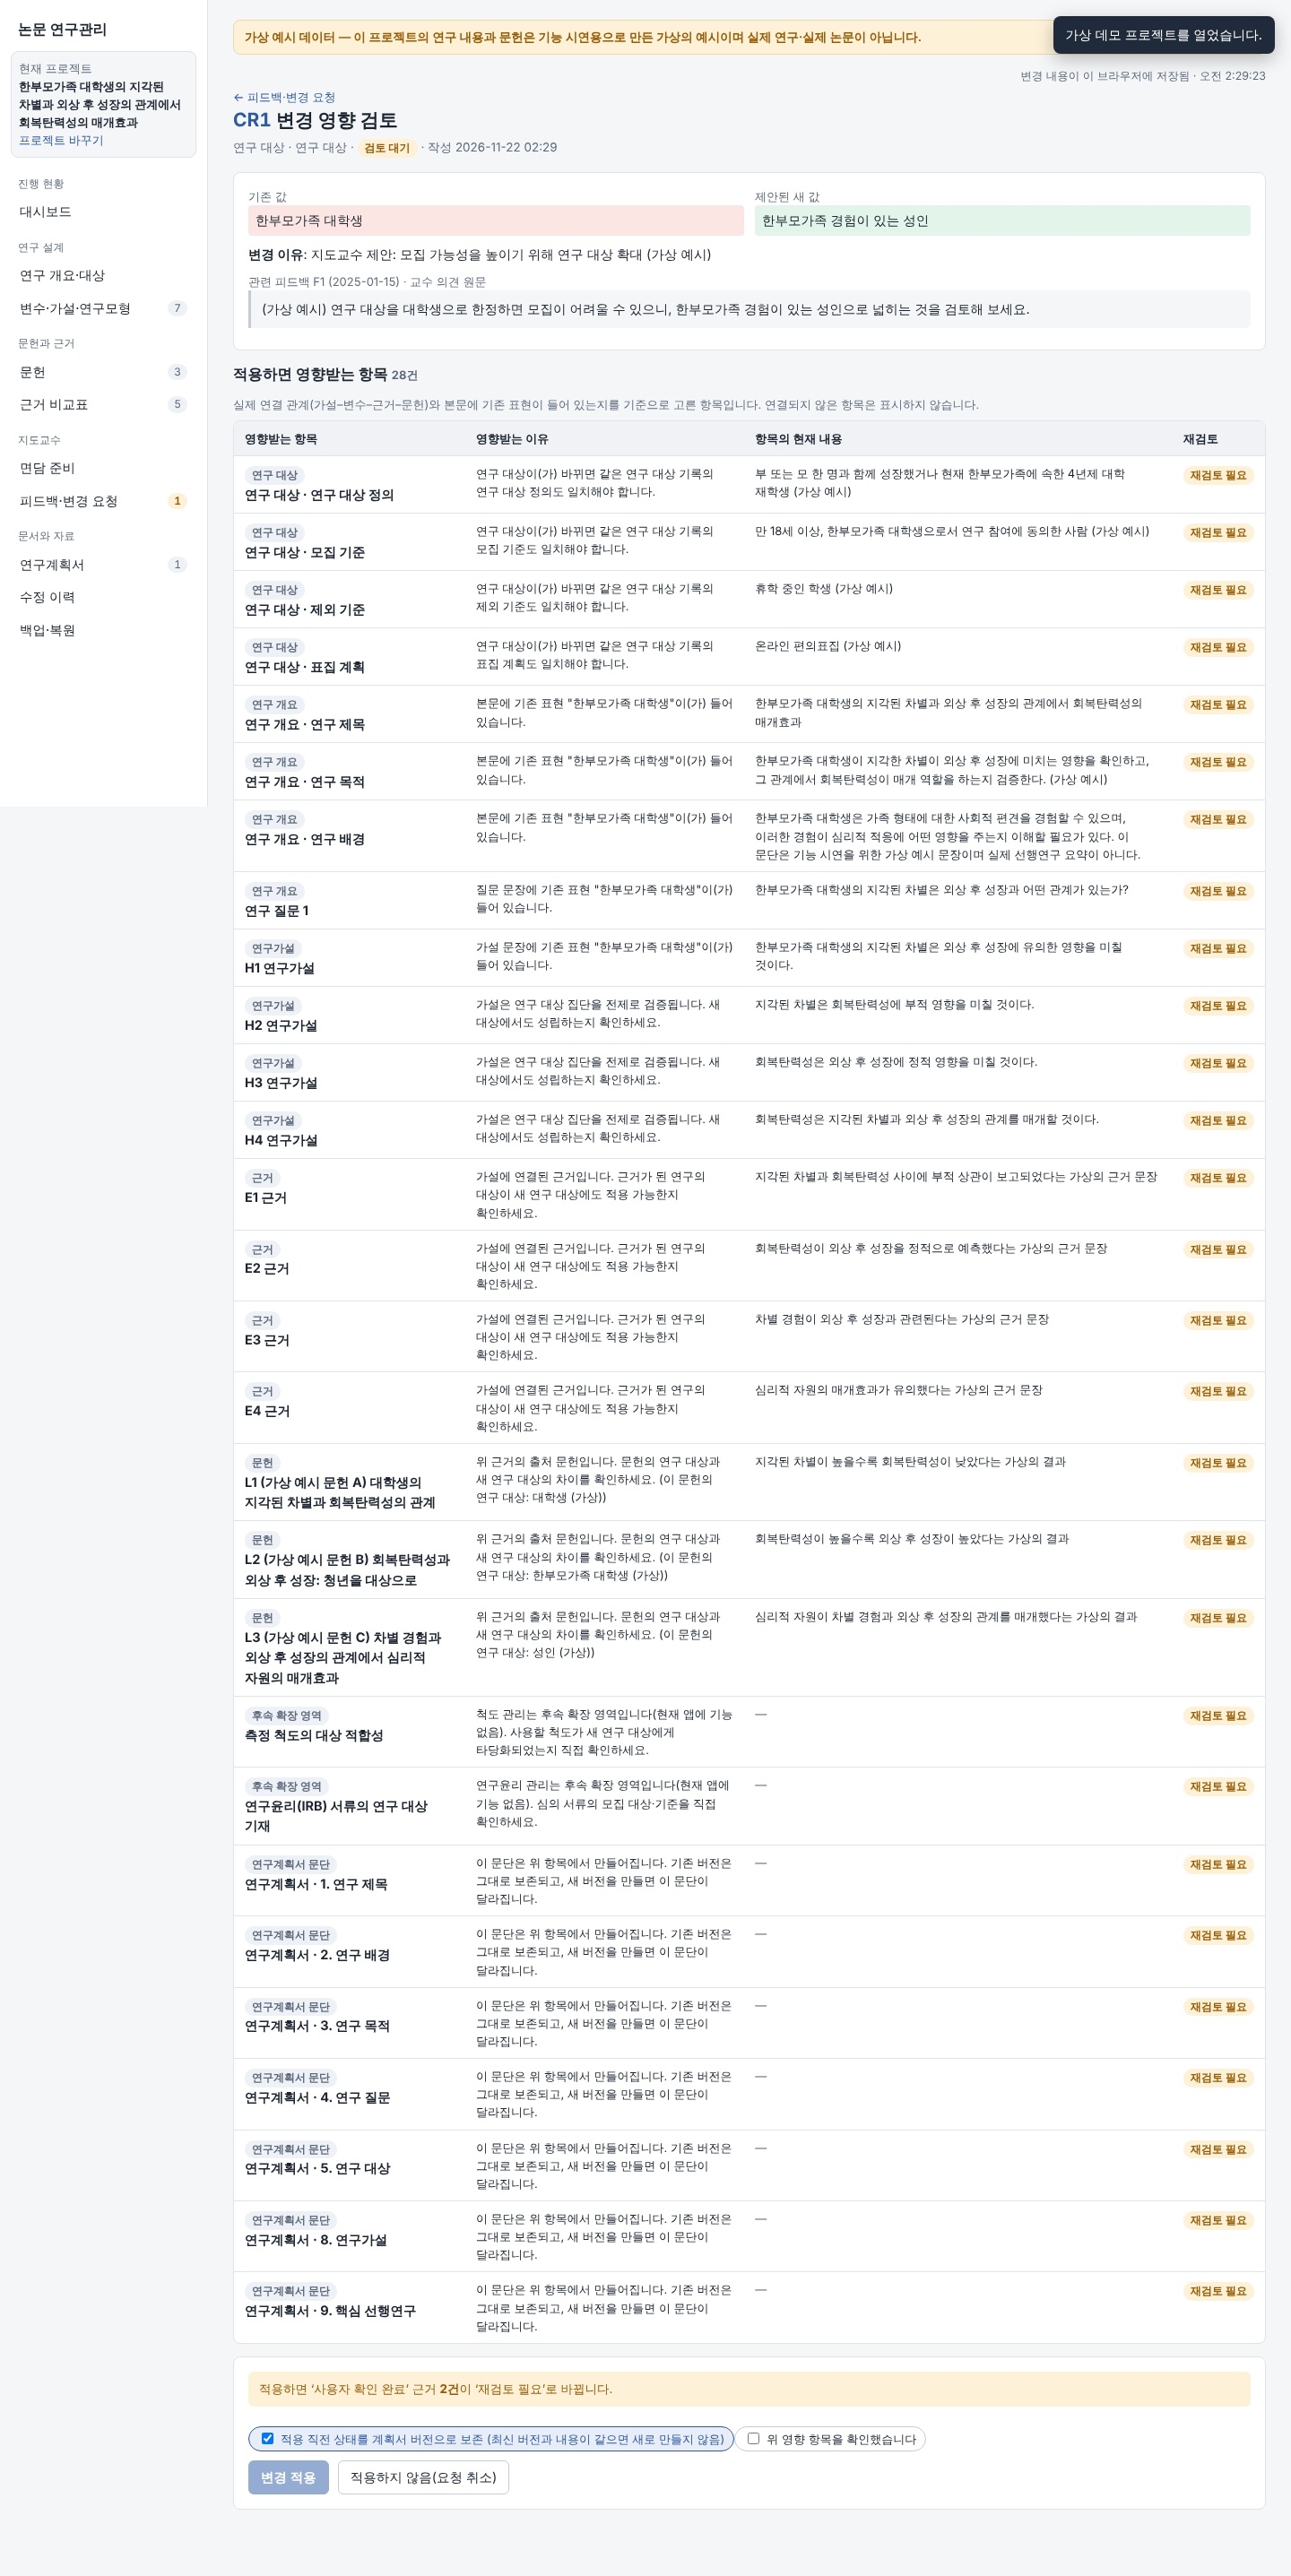 논문 연구관리
현재 프로젝트
한부모가족 대학생의 지각된
차별과 외상 후 성장의 관계에서
회복탄력성의 매개효과
프로젝트 바꾸기
진행 현황
대시보드
연구 설계
연구 개요·대상
변수·가설·연구모형 7
문헌과 근거
문헌 3
근거 비교표 5
지도교수
면담 준비
피드백·변경 요청 1
문서와 자료
연구계획서 1
수정 이력
백업·복원
가상 예시 데이터 — 이 프로젝트의 연구 내용과 문헌은 기능 시연용으로 만든 가상의 예시이며 실제 연구·실제 논문이 아닙니다.
가상 데모 프로젝트를 열었습니다.
변경 내용이 이 브라우저에 저장됨 · 오전 2:29:23
← 피드백·변경 요청
CR1 변경 영향 검토
연구 대상 · 연구 대상 · 검토 대기 · 작성 2026-11-22 02:29
기존 값
한부모가족 대학생
제안된 새 값
한부모가족 경험이 있는 성인
변경 이유: 지도교수 제안: 모집 가능성을 높이기 위해 연구 대상 확대 (가상 예시)
관련 피드백 F1 (2025-01-15) · 교수 의견 원문
(가상 예시) 연구 대상을 대학생으로 한정하면 모집이 어려울 수 있으니, 한부모가족 경험이 있는 성인으로 넓히는 것을 검토해 보세요.
적용하면 영향받는 항목 28건
실제 연결 관계(가설–변수–근거–문헌)와 본문에 기존 표현이 들어 있는지를 기준으로 고른 항목입니다. 연결되지 않은 항목은 표시하지 않습니다.
영향받는 항목 영향받는 이유 항목의 현재 내용 재검토
연구 대상
연구 대상 · 연구 대상 정의
연구 대상이(가) 바뀌면 같은 연구 대상 기록의
연구 대상 정의도 일치해야 합니다.
부 또는 모 한 명과 함께 성장했거나 현재 한부모가족에 속한 4년제 대학
재학생 (가상 예시)
재검토 필요
연구 대상
연구 대상 · 모집 기준
연구 대상이(가) 바뀌면 같은 연구 대상 기록의
모집 기준도 일치해야 합니다.
만 18세 이상, 한부모가족 대학생으로서 연구 참여에 동의한 사람 (가상 예시)
재검토 필요
연구 대상
연구 대상 · 제외 기준
연구 대상이(가) 바뀌면 같은 연구 대상 기록의
제외 기준도 일치해야 합니다.
휴학 중인 학생 (가상 예시)
재검토 필요
연구 대상
연구 대상 · 표집 계획
연구 대상이(가) 바뀌면 같은 연구 대상 기록의
표집 계획도 일치해야 합니다.
온라인 편의표집 (가상 예시)
재검토 필요
연구 개요
연구 개요 · 연구 제목
본문에 기존 표현 "한부모가족 대학생"이(가) 들어
있습니다.
한부모가족 대학생의 지각된 차별과 외상 후 성장의 관계에서 회복탄력성의
매개효과
재검토 필요
연구 개요
연구 개요 · 연구 목적
본문에 기존 표현 "한부모가족 대학생"이(가) 들어
있습니다.
한부모가족 대학생이 지각한 차별이 외상 후 성장에 미치는 영향을 확인하고,
그 관계에서 회복탄력성이 매개 역할을 하는지 검증한다. (가상 예시)
재검토 필요
연구 개요
연구 개요 · 연구 배경
본문에 기존 표현 "한부모가족 대학생"이(가) 들어
있습니다.
한부모가족 대학생은 가족 형태에 대한 사회적 편견을 경험할 수 있으며,
이러한 경험이 심리적 적응에 어떤 영향을 주는지 이해할 필요가 있다. 이
문단은 기능 시연을 위한 가상 예시 문장이며 실제 선행연구 요약이 아니다.
재검토 필요
연구 개요
연구 질문 1
질문 문장에 기존 표현 "한부모가족 대학생"이(가)
들어 있습니다.
한부모가족 대학생의 지각된 차별은 외상 후 성장과 어떤 관계가 있는가?
재검토 필요
연구가설
H1 연구가설
가설 문장에 기존 표현 "한부모가족 대학생"이(가)
들어 있습니다.
한부모가족 대학생의 지각된 차별은 외상 후 성장에 유의한 영향을 미칠
것이다.
재검토 필요
연구가설
H2 연구가설
가설은 연구 대상 집단을 전제로 검증됩니다. 새
대상에서도 성립하는지 확인하세요.
지각된 차별은 회복탄력성에 부적 영향을 미칠 것이다.
재검토 필요
연구가설
H3 연구가설
가설은 연구 대상 집단을 전제로 검증됩니다. 새
대상에서도 성립하는지 확인하세요.
회복탄력성은 외상 후 성장에 정적 영향을 미칠 것이다.
재검토 필요
연구가설
H4 연구가설
가설은 연구 대상 집단을 전제로 검증됩니다. 새
대상에서도 성립하는지 확인하세요.
회복탄력성은 지각된 차별과 외상 후 성장의 관계를 매개할 것이다.
재검토 필요
근거
E1 근거
가설에 연결된 근거입니다. 근거가 된 연구의
대상이 새 연구 대상에도 적용 가능한지
확인하세요.
지각된 차별과 회복탄력성 사이에 부적 상관이 보고되었다는 가상의 근거 문장
재검토 필요
근거
E2 근거
가설에 연결된 근거입니다. 근거가 된 연구의
대상이 새 연구 대상에도 적용 가능한지
확인하세요.
회복탄력성이 외상 후 성장을 정적으로 예측했다는 가상의 근거 문장
재검토 필요
근거
E3 근거
가설에 연결된 근거입니다. 근거가 된 연구의
대상이 새 연구 대상에도 적용 가능한지
확인하세요.
차별 경험이 외상 후 성장과 관련된다는 가상의 근거 문장
재검토 필요
근거
E4 근거
가설에 연결된 근거입니다. 근거가 된 연구의
대상이 새 연구 대상에도 적용 가능한지
확인하세요.
심리적 자원의 매개효과가 유의했다는 가상의 근거 문장
재검토 필요
문헌
L1 (가상 예시 문헌 A) 대학생의
지각된 차별과 회복탄력성의 관계
위 근거의 출처 문헌입니다. 문헌의 연구 대상과
새 연구 대상의 차이를 확인하세요. (이 문헌의
연구 대상: 대학생 (가상))
지각된 차별이 높을수록 회복탄력성이 낮았다는 가상의 결과
재검토 필요
문헌
L2 (가상 예시 문헌 B) 회복탄력성과
외상 후 성장: 청년을 대상으로
위 근거의 출처 문헌입니다. 문헌의 연구 대상과
새 연구 대상의 차이를 확인하세요. (이 문헌의
연구 대상: 한부모가족 대학생 (가상))
회복탄력성이 높을수록 외상 후 성장이 높았다는 가상의 결과
재검토 필요
문헌
L3 (가상 예시 문헌 C) 차별 경험과
외상 후 성장의 관계에서 심리적
자원의 매개효과
위 근거의 출처 문헌입니다. 문헌의 연구 대상과
새 연구 대상의 차이를 확인하세요. (이 문헌의
연구 대상: 성인 (가상))
심리적 자원이 차별 경험과 외상 후 성장의 관계를 매개했다는 가상의 결과
재검토 필요
후속 확장 영역
측정 척도의 대상 적합성
척도 관리는 후속 확장 영역입니다(현재 앱에 기능
없음). 사용할 척도가 새 연구 대상에게
타당화되었는지 직접 확인하세요.
—
재검토 필요
후속 확장 영역
연구윤리(IRB) 서류의 연구 대상
기재
연구윤리 관리는 후속 확장 영역입니다(현재 앱에
기능 없음). 심의 서류의 모집 대상·기준을 직접
확인하세요.
—
재검토 필요
연구계획서 문단
연구계획서 · 1. 연구 제목
이 문단은 위 항목에서 만들어집니다. 기존 버전은
그대로 보존되고, 새 버전을 만들면 이 문단이
달라집니다.
—
재검토 필요
연구계획서 문단
연구계획서 · 2. 연구 배경
이 문단은 위 항목에서 만들어집니다. 기존 버전은
그대로 보존되고, 새 버전을 만들면 이 문단이
달라집니다.
—
재검토 필요
연구계획서 문단
연구계획서 · 3. 연구 목적
이 문단은 위 항목에서 만들어집니다. 기존 버전은
그대로 보존되고, 새 버전을 만들면 이 문단이
달라집니다.
—
재검토 필요
연구계획서 문단
연구계획서 · 4. 연구 질문
이 문단은 위 항목에서 만들어집니다. 기존 버전은
그대로 보존되고, 새 버전을 만들면 이 문단이
달라집니다.
—
재검토 필요
연구계획서 문단
연구계획서 · 5. 연구 대상
이 문단은 위 항목에서 만들어집니다. 기존 버전은
그대로 보존되고, 새 버전을 만들면 이 문단이
달라집니다.
—
재검토 필요
연구계획서 문단
연구계획서 · 8. 연구가설
이 문단은 위 항목에서 만들어집니다. 기존 버전은
그대로 보존되고, 새 버전을 만들면 이 문단이
달라집니다.
—
재검토 필요
연구계획서 문단
연구계획서 · 9. 핵심 선행연구
이 문단은 위 항목에서 만들어집니다. 기존 버전은
그대로 보존되고, 새 버전을 만들면 이 문단이
달라집니다.
—
재검토 필요
적용하면 ‘사용자 확인 완료’ 근거 2건이 ‘재검토 필요’로 바뀝니다.
적용 직전 상태를 계획서 버전으로 보존 (최신 버전과 내용이 같으면 새로 만들지 않음) 위 영향 항목을 확인했습니다
변경 적용 적용하지 않음(요청 취소)